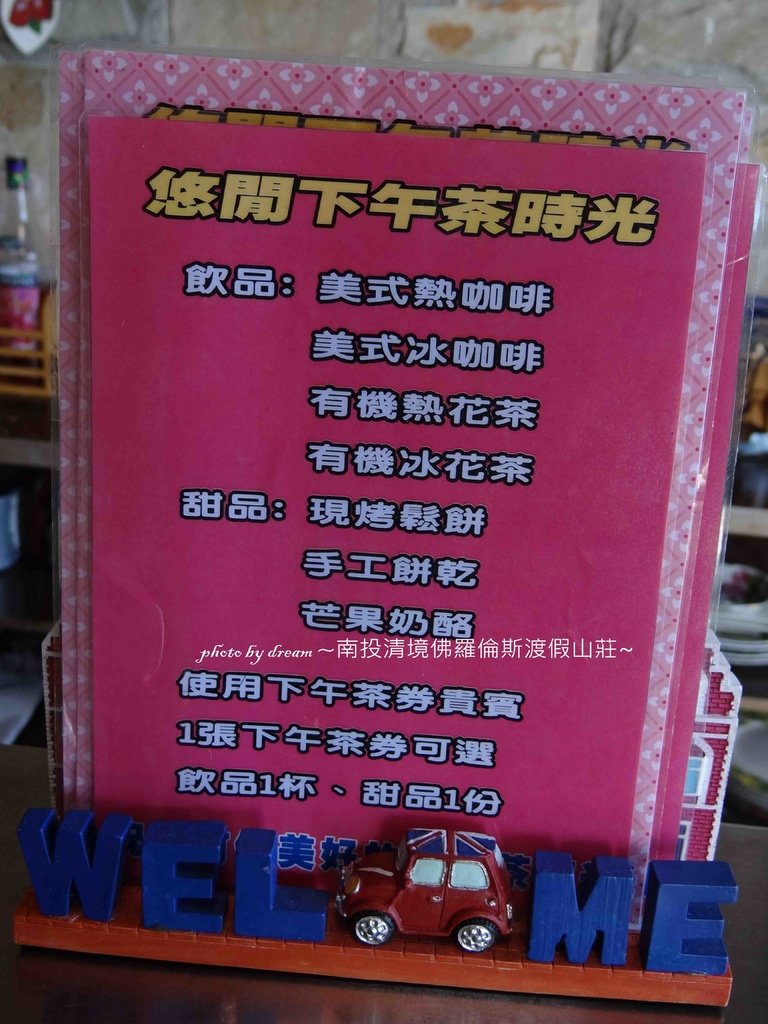 悠閒下午茶時光
飲品: 美式熱咖啡
美式冰咖啡
有機熱花茶
有機冰花茶
甜品: 現烤鬆餅
手工餅乾
芒果奶酪
photo by dream ~南投清境佛羅倫斯渡假山莊~
使用下午茶券貴賓
1張下午茶券可選
飲品1杯、甜品1份
美好
茶
WEL ME